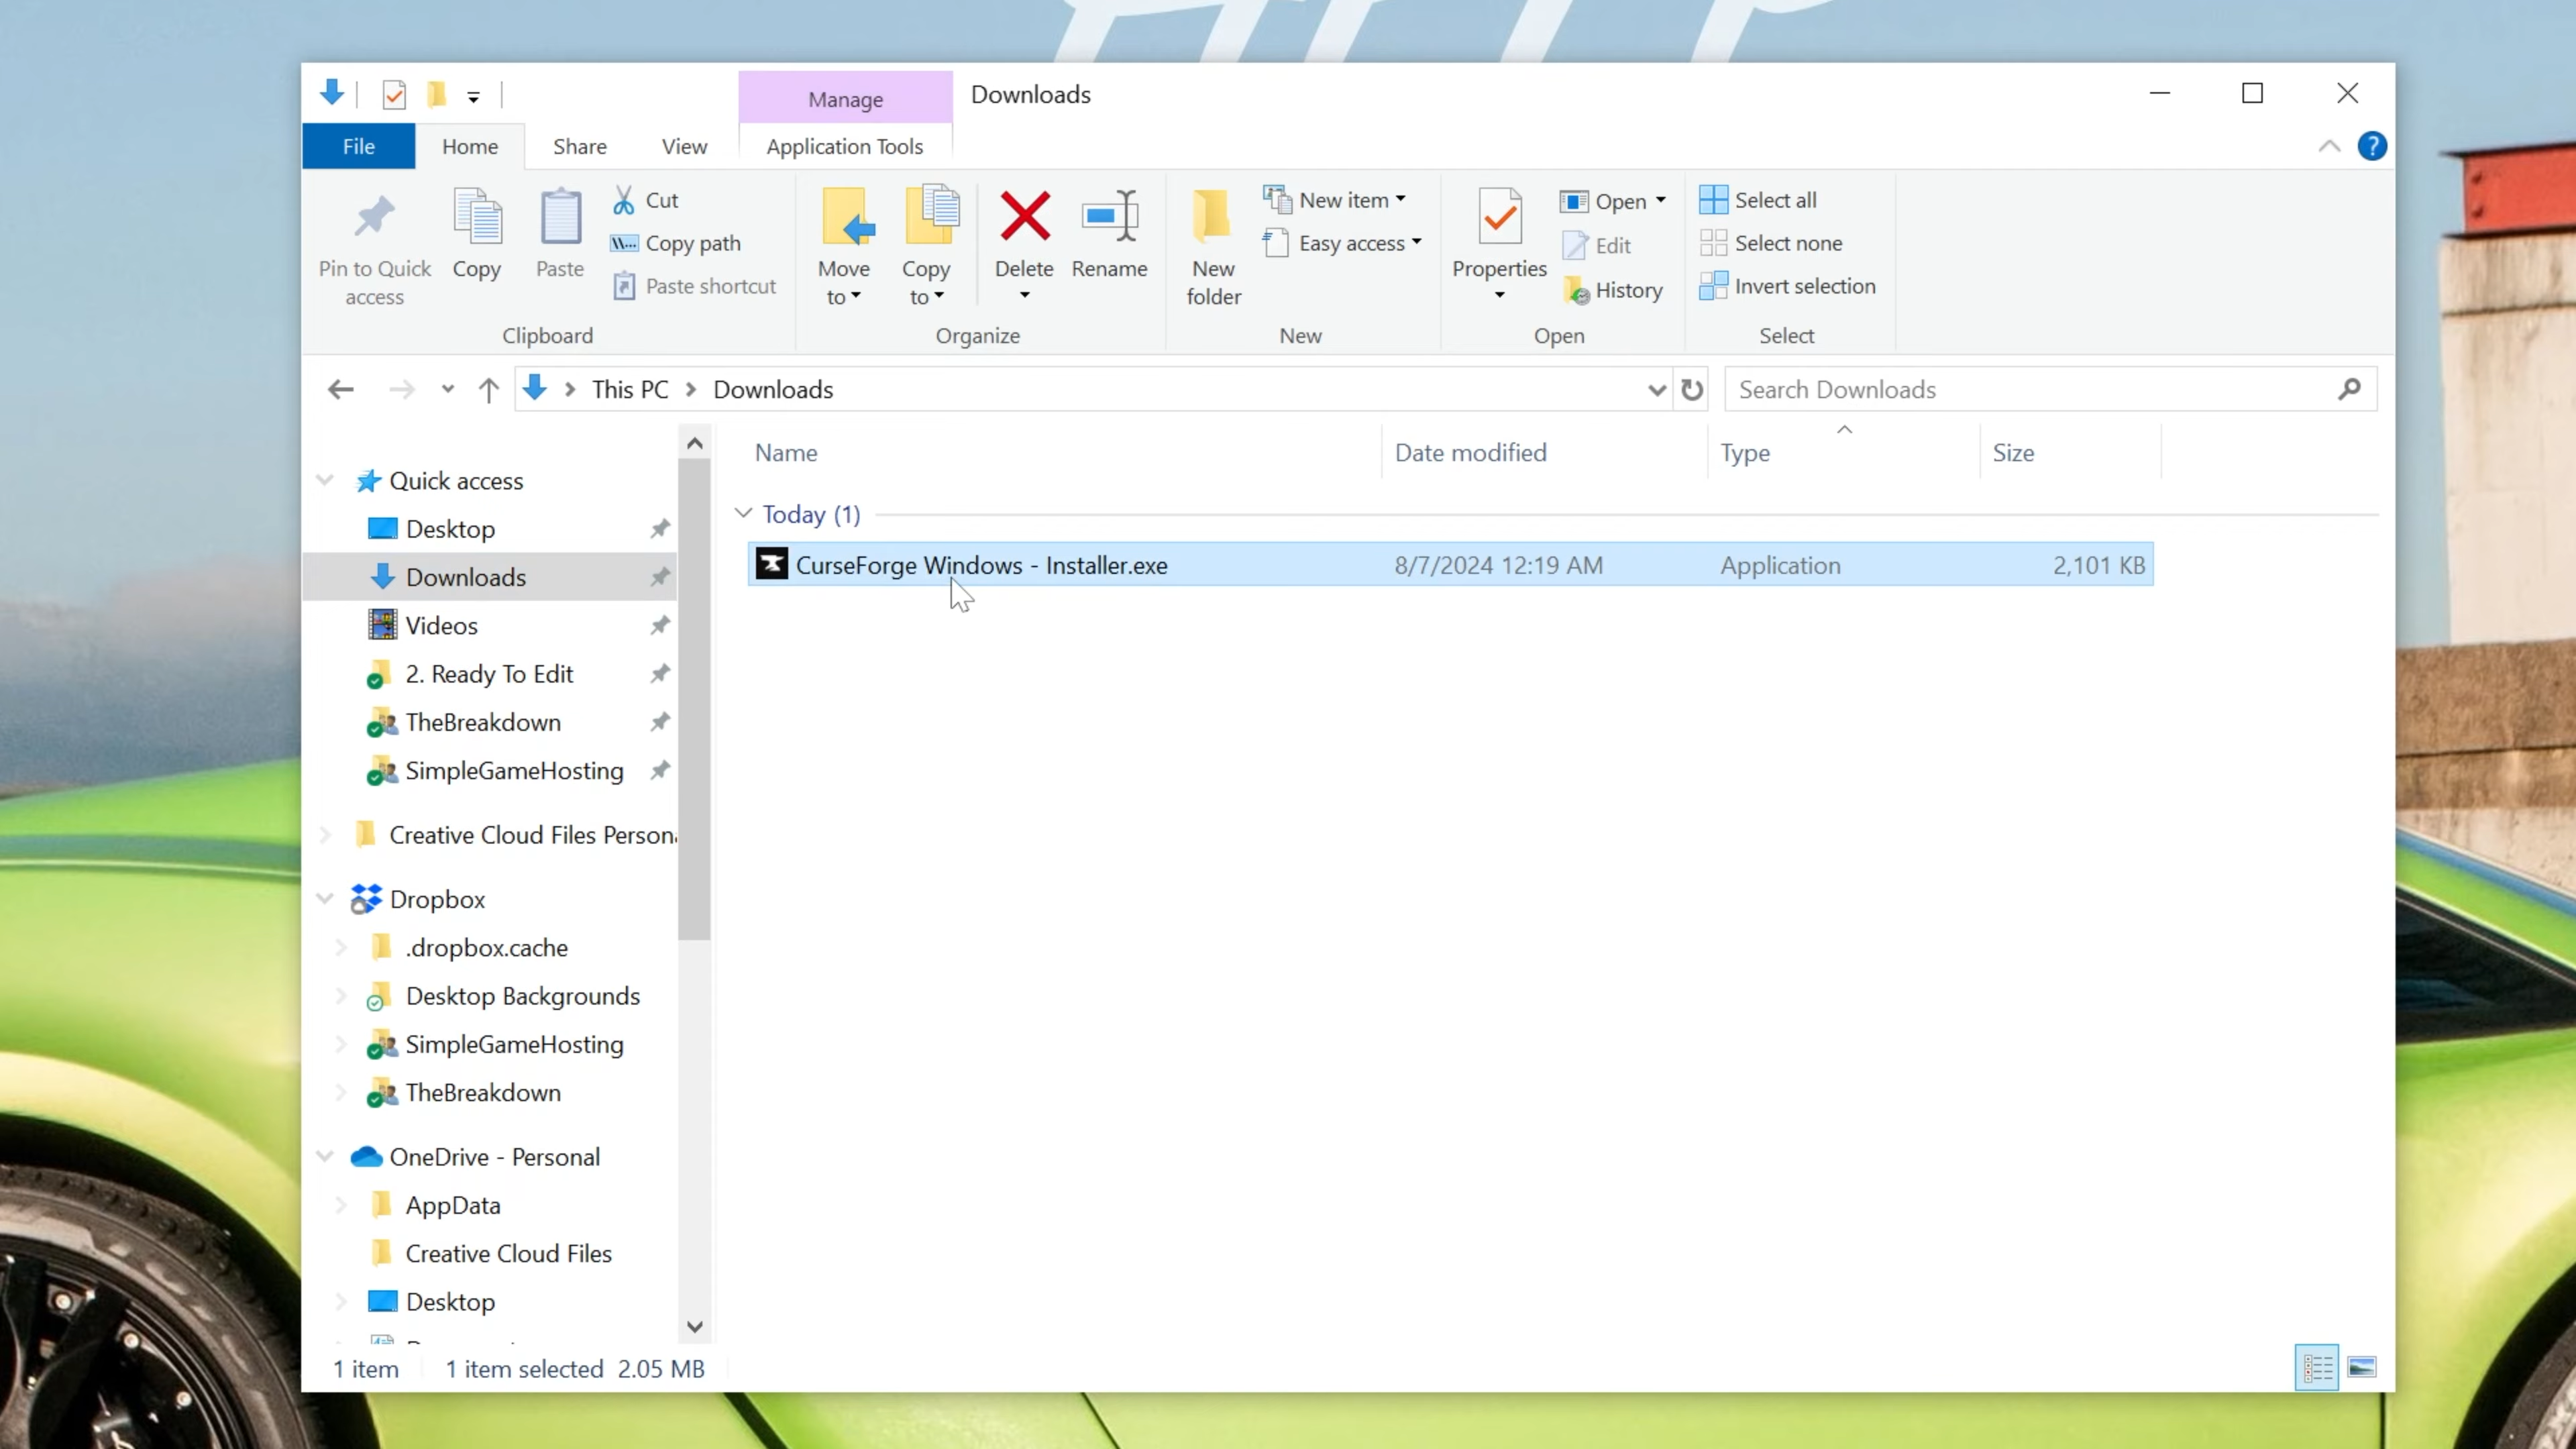 Manage
Downloads
File
Home
Share
View
Application Tools
Pin to Quick access
Copy
Paste
Cut
Copy path
Paste shortcut
Clipboard
Move to
Copy to
Delete
Rename
Organize
New folder
New item
Easy access
New
Properties
Open
Edit
History
Open
Select all
Select none
Invert selection
Select
This PC
Downloads
Search Downloads
Name
Date modified
Type
Size
Quick access
Desktop
Downloads
Videos
2. Ready To Edit
TheBreakdown
SimpleGameHosting
Creative Cloud Files Person
Dropbox
.dropbox.cache
Desktop Backgrounds
SimpleGameHosting
TheBreakdown
OneDrive - Personal
AppData
Creative Cloud Files
Desktop
Today (1)
CurseForge Windows - Installer.exe
8/7/2024 12:19 AM
Application
2,101 KB
1 item
1 item selected 2.05 MB